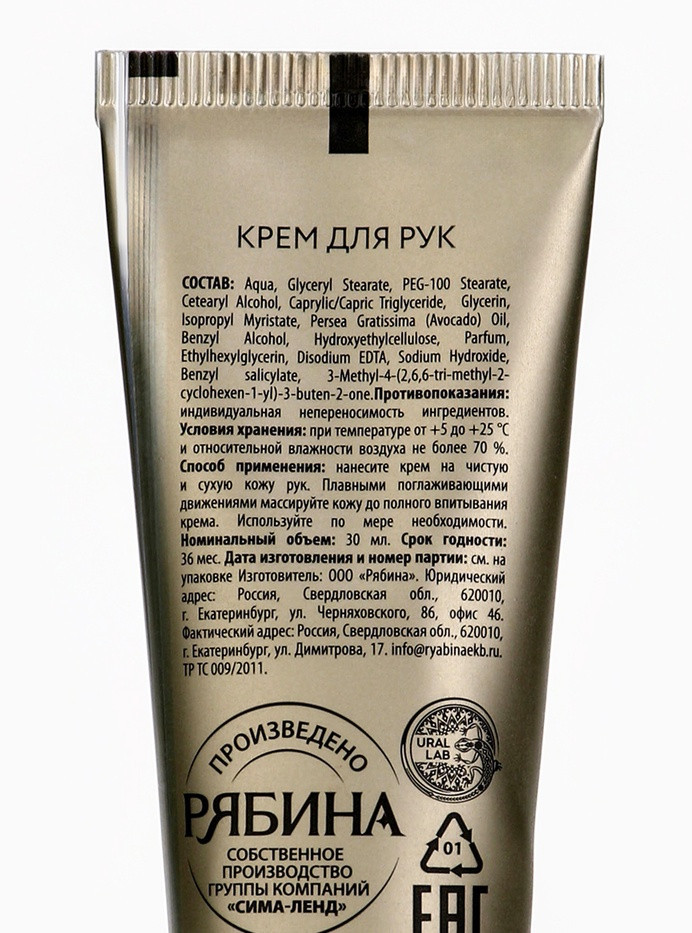 КРЕМ ДЛЯ РУК
СОСТАВ: Aqua, Glyceryl Stearate, PEG-100 Stearate,
Cetearyl Alcohol, Caprylic/Capric Triglyceride, Glycerin,
Isopropyl Myristate, Persea Gratissima (Avocado) Oil,
Benzyl Alcohol, Hydroxyethylcellulose, Parfum,
Ethylhexylglycerin, Disodium EDTA, Sodium Hydroxide,
Benzyl salicylate, 3-Methyl-4-(2,6,6-tri-methyl-2-
cyclohexen-1-yl)-3-buten-2-one.Противопоказания:
индивидуальная непереносимость ингредиентов.
Условия хранения: при температуре от +5 до +25 °C
и относительной влажности воздуха не более 70 %.
Способ применения: нанесите крем на чистую
и сухую кожу рук. Плавными поглаживающими
движениями массируйте кожу до полного впитывания
крема. Используйте по мере необходимости.
Номинальный объем: 30 мл. Срок годности:
36 мес. Дата изготовления и номер партии: см. на
упаковке Изготовитель: ООО «Рябина». Юридический
адрес: Россия, Свердловская обл., 620010,
г. Екатеринбург, ул. Черняховского, 86, офис 46.
Фактический адрес: Россия, Свердловская обл., 620010,
г. Екатеринбург, ул. Димитрова, 17. info@ryabinaekb.ru.
ТР ТС 009/2011.
ПРОИЗВЕДЕНО
РЯБИНА
СОБСТВЕННОЕ
ПРОИЗВОДСТВО
ГРУППЫ КОМПАНИЙ
«СИМА-ЛЕНД»
URAL
LAB
01
EAC